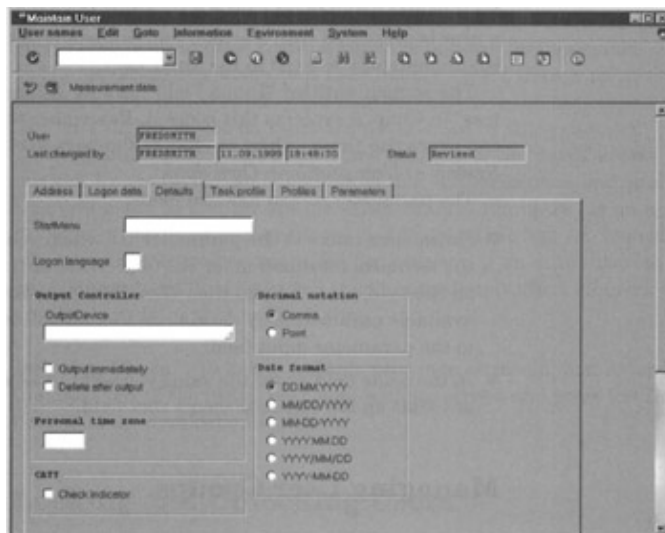 Maintain User
User names Edit Goto Information Environment System Help
Measurement data
User FREDSMITH
Last changed by FREDSMITH 11.09.1999 Status Revised
Address Logon data Defaults Task profile Profiles Parameters
StartMenu
Logon language
Output Controller
OutputDevice
Output immediately
Delete after output
Personal time zone
CATT
Check indicator
Decimal notation
Comma
Point
Date format
DD.MM.YYYY
MM/DD/YYYY
MM-DD-YYYY
YYYY.MM.DD
YYYY/MM/DD
YYYY-MM-DD